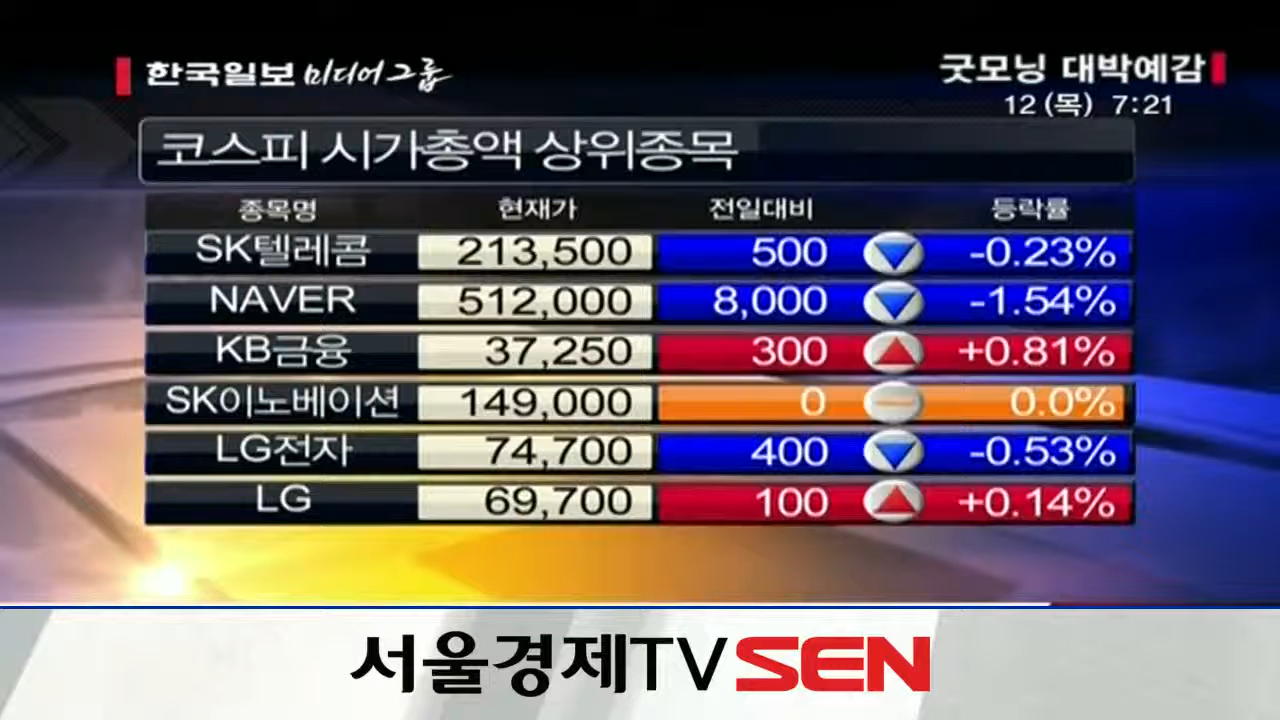 한국일보 미디어그룹
굿모닝 대박예감
12 (목) 7:21
코스피 시가총액 상위종목
종목명 현재가 전일대비 등락률
SK텔레콤 213,500 500 ▼ -0.23%
NAVER 512,000 8,000 ▼ -1.54%
KB금융 37,250 300 ▲ +0.81%
SK이노베이션 149,000 0 － 0.0%
LG전자 74,700 400 ▼ -0.53%
LG 69,700 100 ▲ +0.14%
서울경제TV SEN